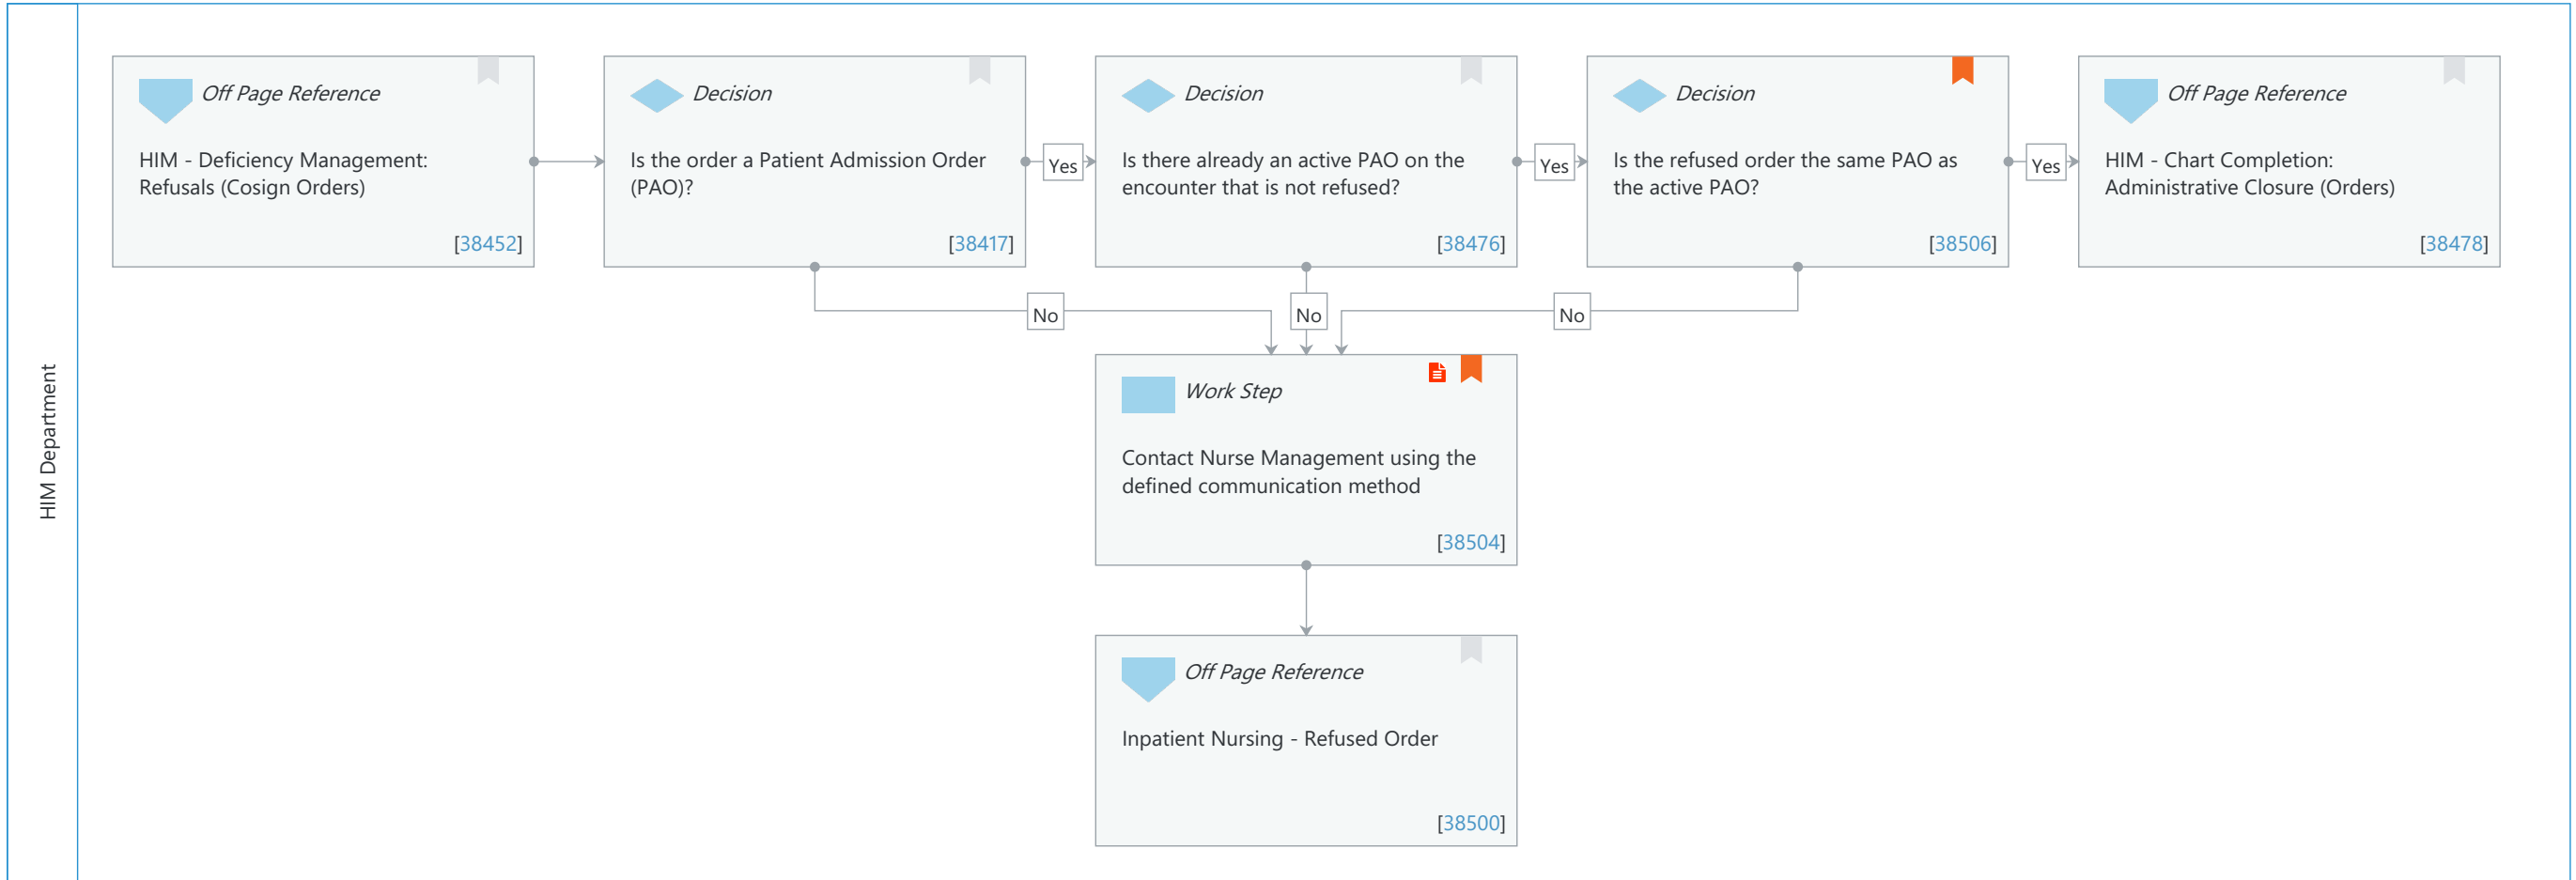 HIM Department
Off Page Reference
HIM - Deficiency Management:
Refusals (Cosign Orders)
[38452]
Decision
Is the order a Patient Admission Order
(PAO)?
[38417]
Yes
Decision
Is there already an active PAO on the
encounter that is not refused?
[38476]
Yes
Decision
Is the refused order the same PAO as
the active PAO?
[38506]
Yes
Off Page Reference
HIM - Chart Completion:
Administrative Closure (Orders)
[38478]
No
No
No
Work Step
Contact Nurse Management using the
defined communication method
[38504]
Off Page Reference
Inpatient Nursing - Refused Order
[38500]